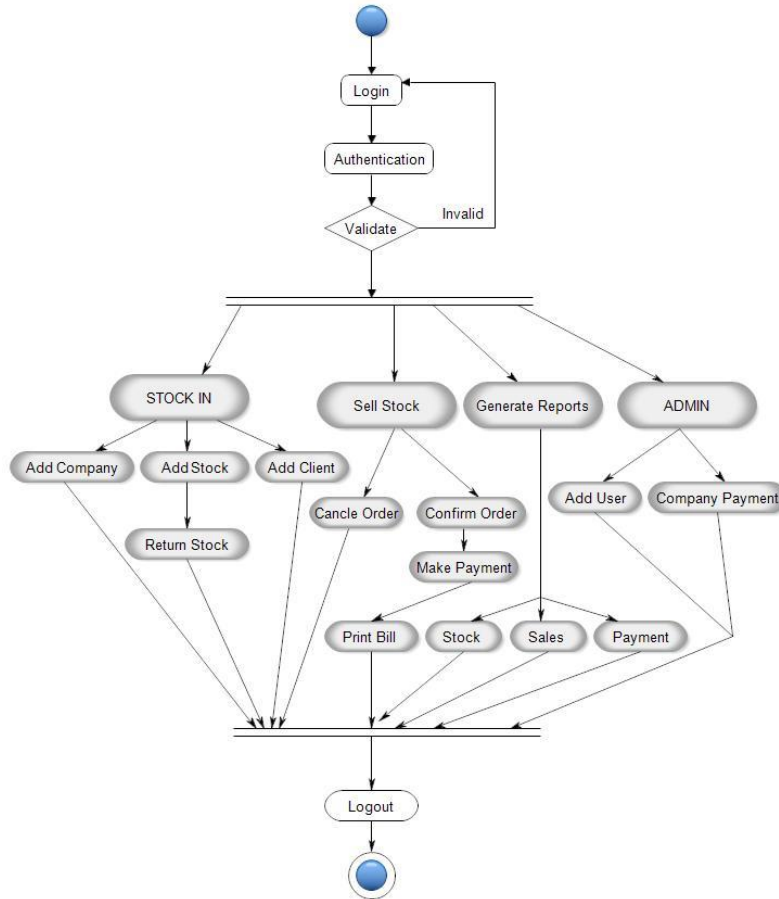 Login
Authentication
Validate
Invalid
STOCK IN
Sell Stock
Generate Reports
ADMIN
Add Company
Add Stock
Add Client
Add User
Company Payment
Cancle Order
Confirm Order
Return Stock
Make Payment
Print Bill
Stock
Sales
Payment
Logout